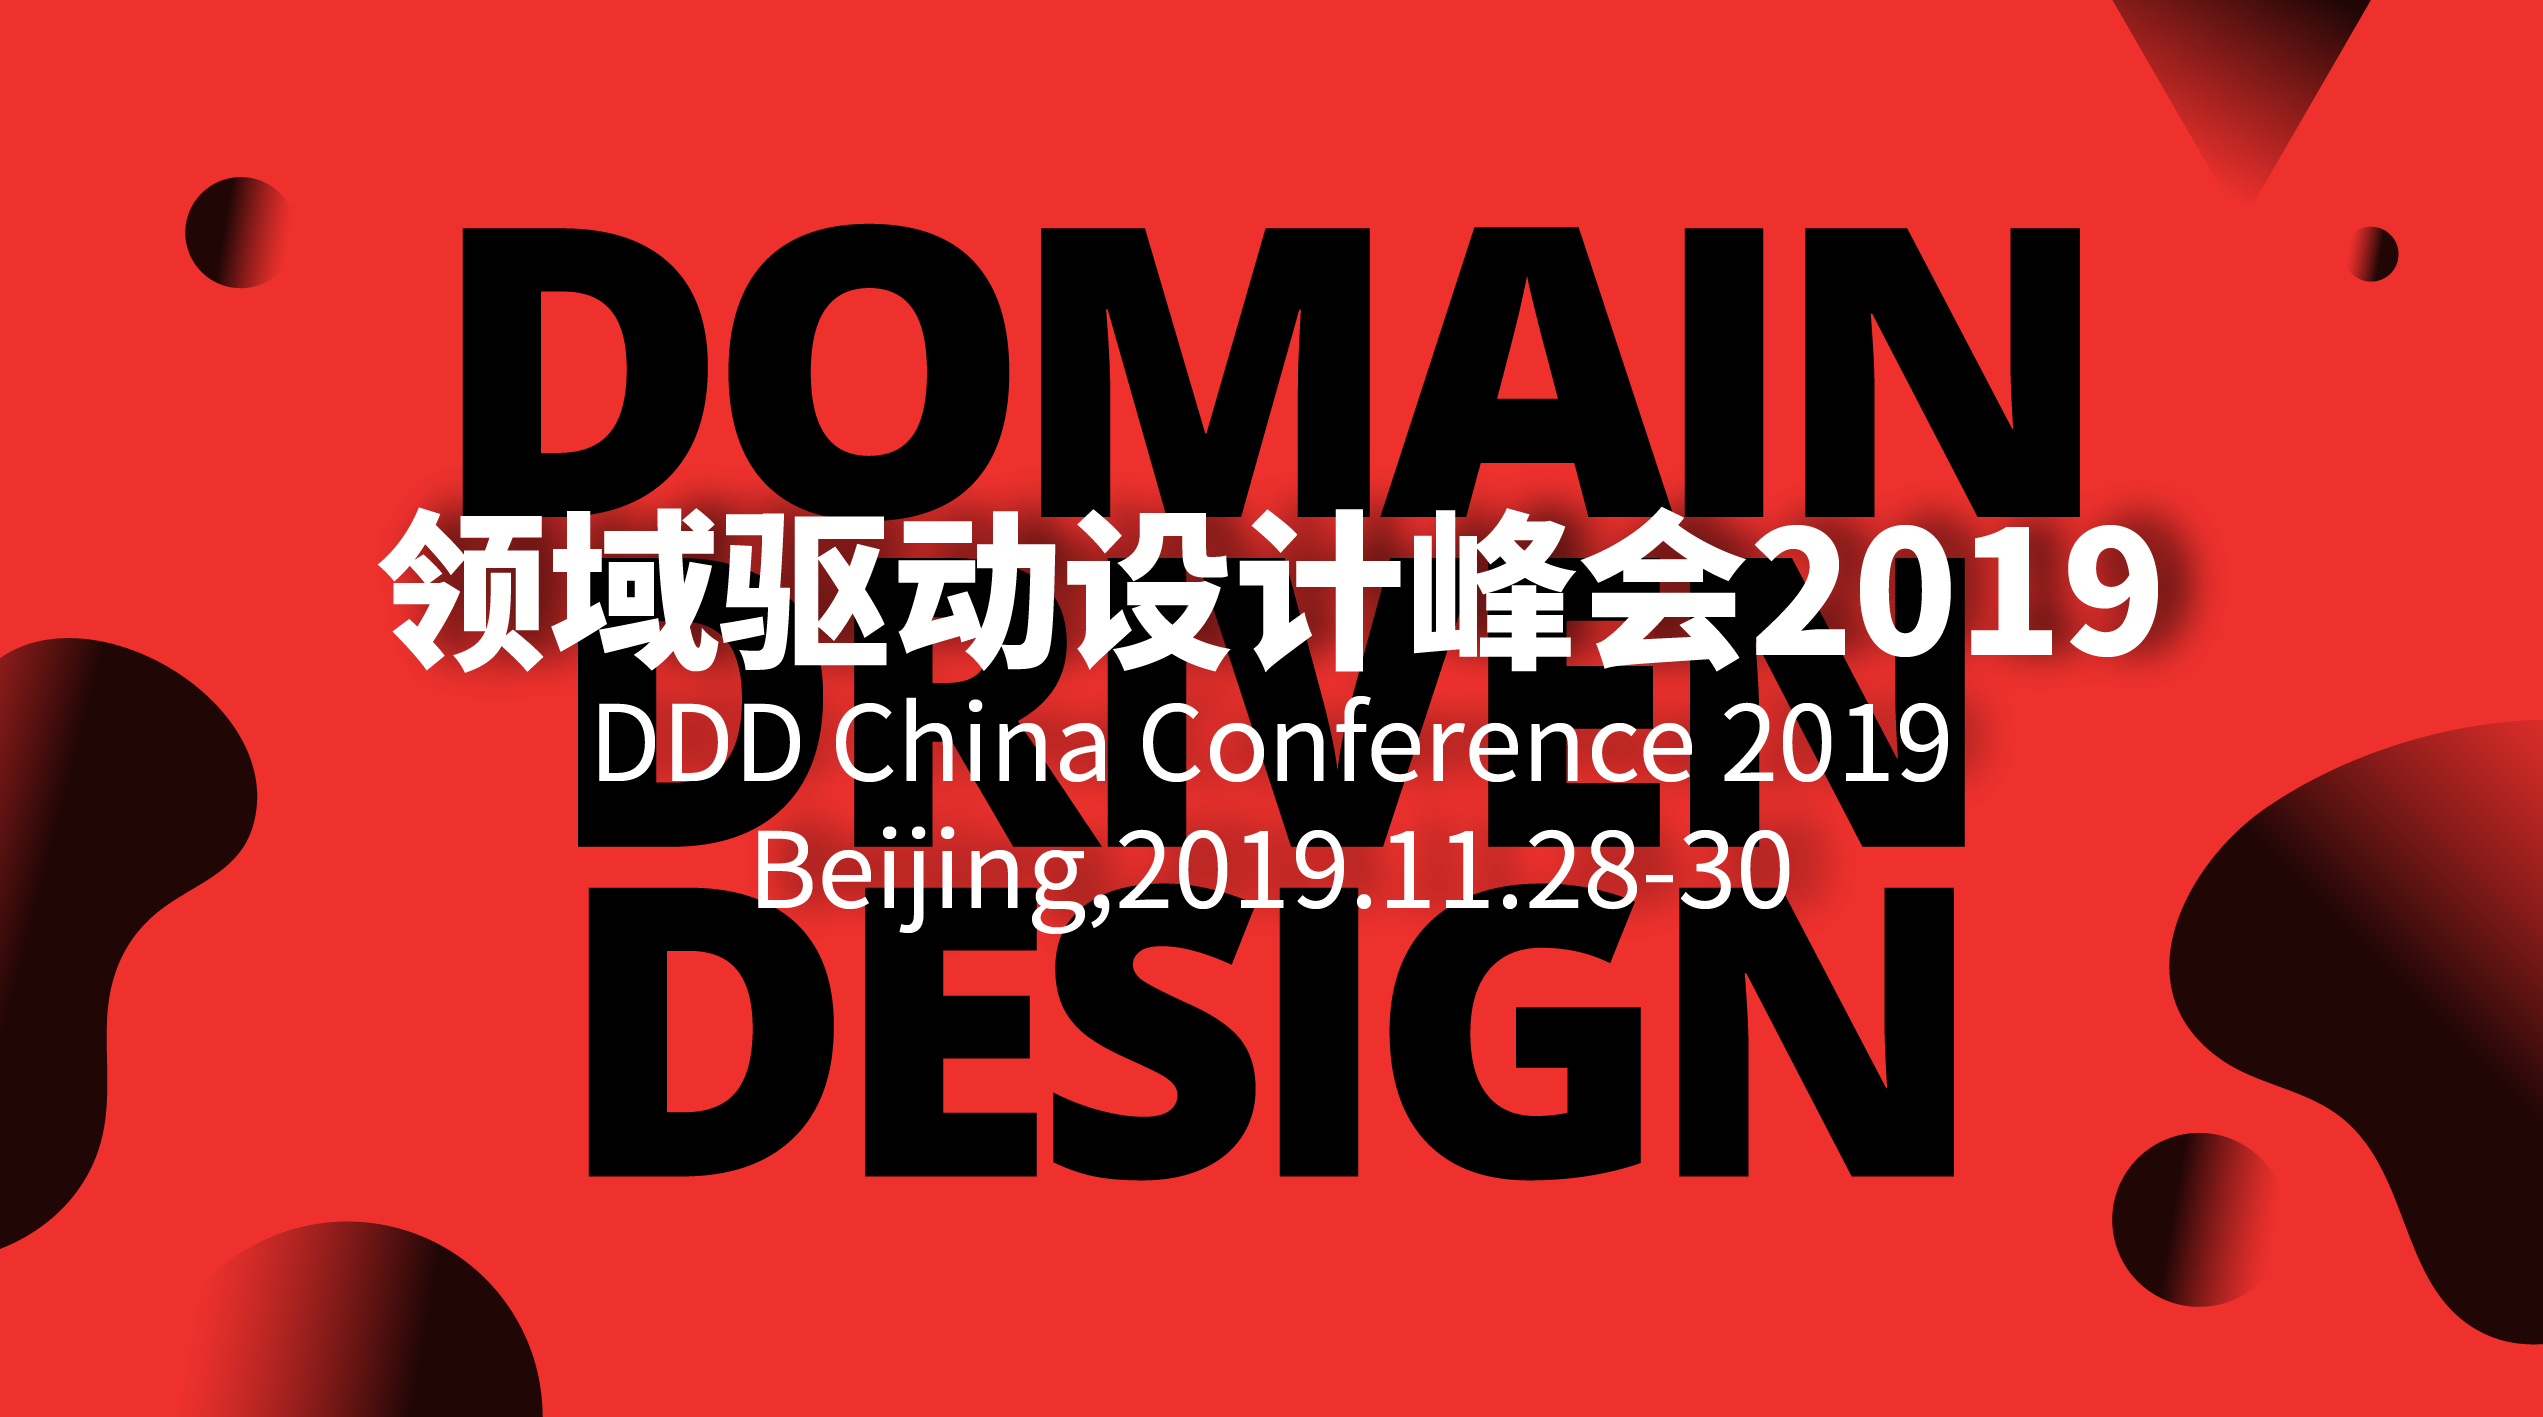 DOMAIN
领域驱动设计峰会2019
DRIVEN
DDD China Conference 2019
Beijing,2019.11.28-30
DESIGN